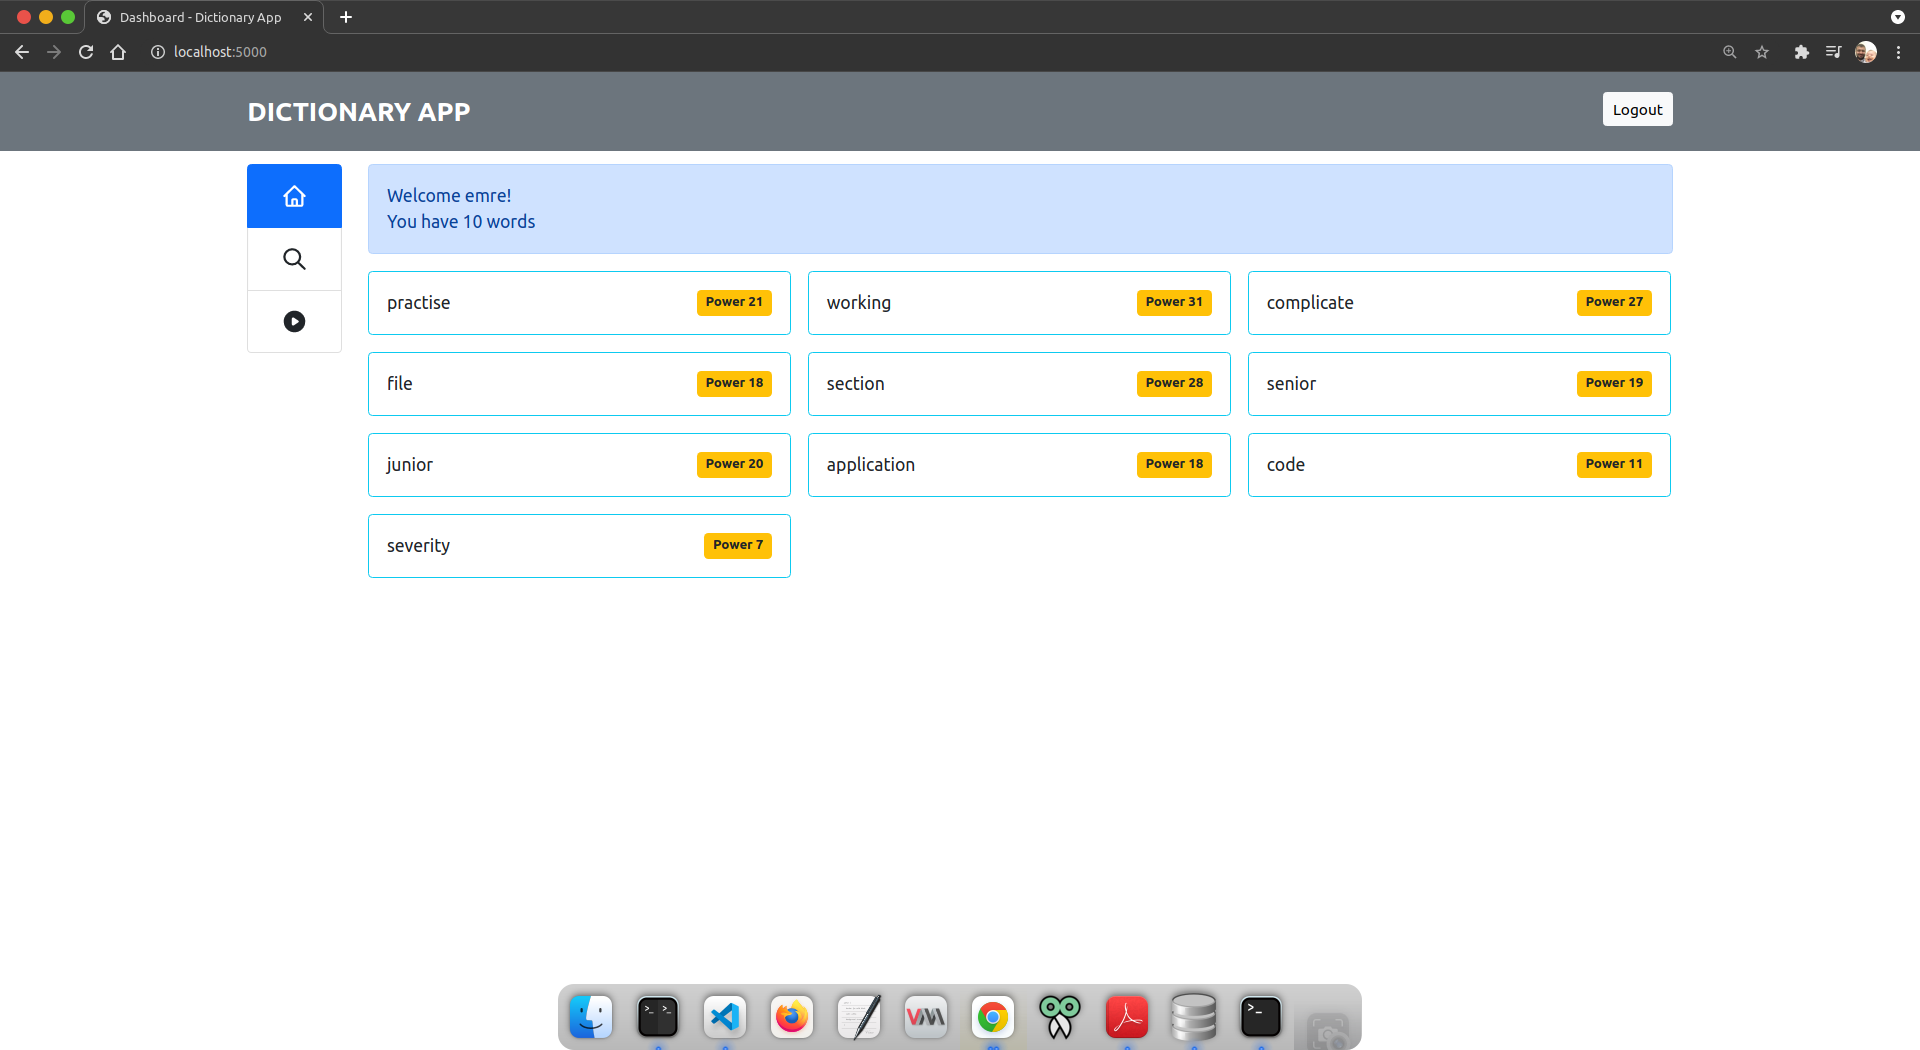 Dashboard - Dictionary App
localhost:5000
DICTIONARY APP
Logout
Welcome emre!
You have 10 words
practise Power 21
working Power 31
complicate Power 27
file Power 18
section Power 28
senior Power 19
junior Power 20
application Power 18
code Power 11
severity Power 7
>_ >_
VIM
>_